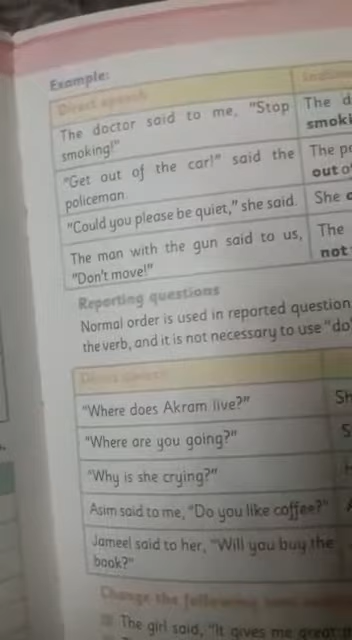 Example:
Direct speech
The doctor said to me, "Stop The d
smoking!" smoki
"Get out of the car!" said the The po
policeman. out o
"Could you please be quiet," she said. She
The man with the gun said to us, The
"Don't move!" not
Reporting questions
Normal order is used in reported question
the verb, and it is not necessary to use "do"
"Where does Akram live?" Sh
"Where are you going?" S
"Why is she crying?"
Asim said to me, "Do you like coffee?" A
Jameel said to her, "Will you buy the
book?"
Change the following
The girl said, "It gives me great